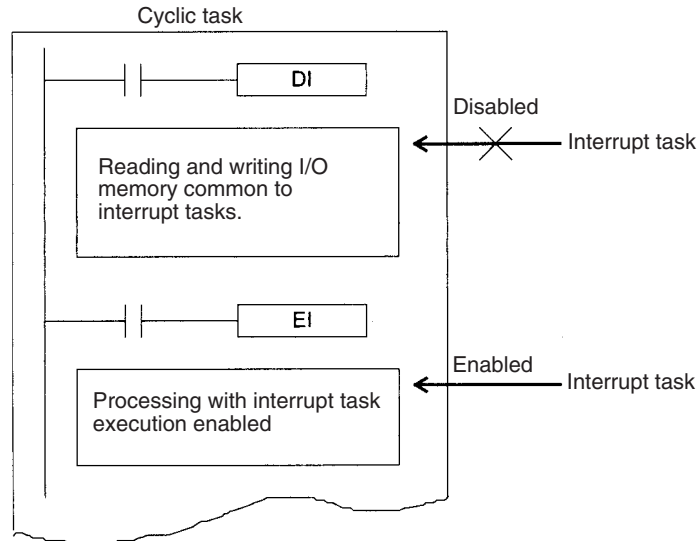 Cyclic task
DI
Disabled
Interrupt task
Reading and writing I/O
memory common to
interrupt tasks.
EI
Enabled
Interrupt task
Processing with interrupt task
execution enabled